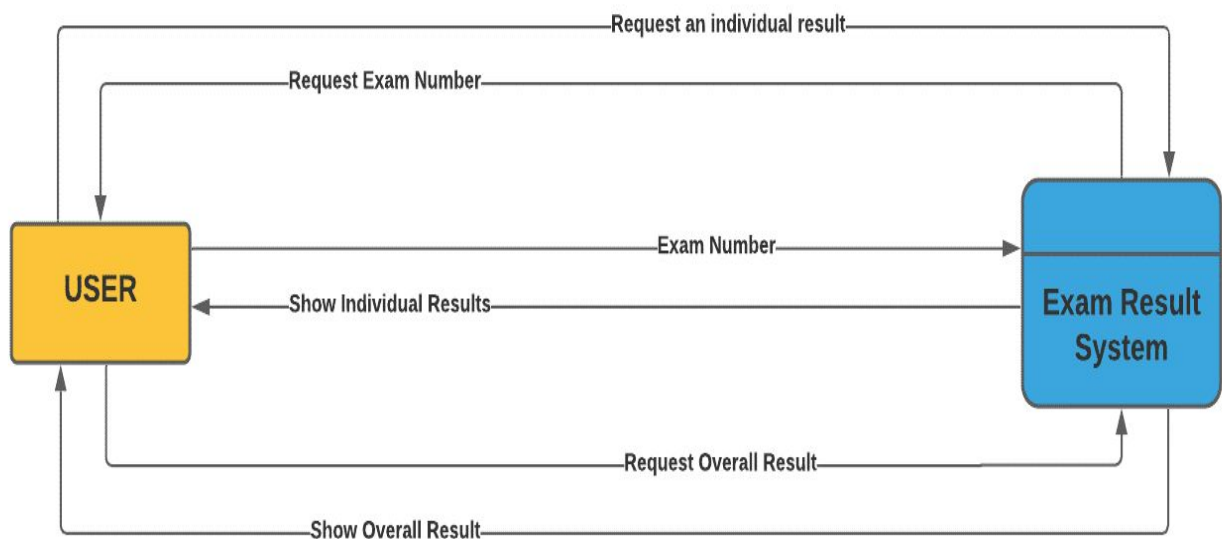 Request an individual result
Request Exam Number
Exam Number
USER
Show Individual Results
Exam Result
System
Request Overall Result
Show Overall Result